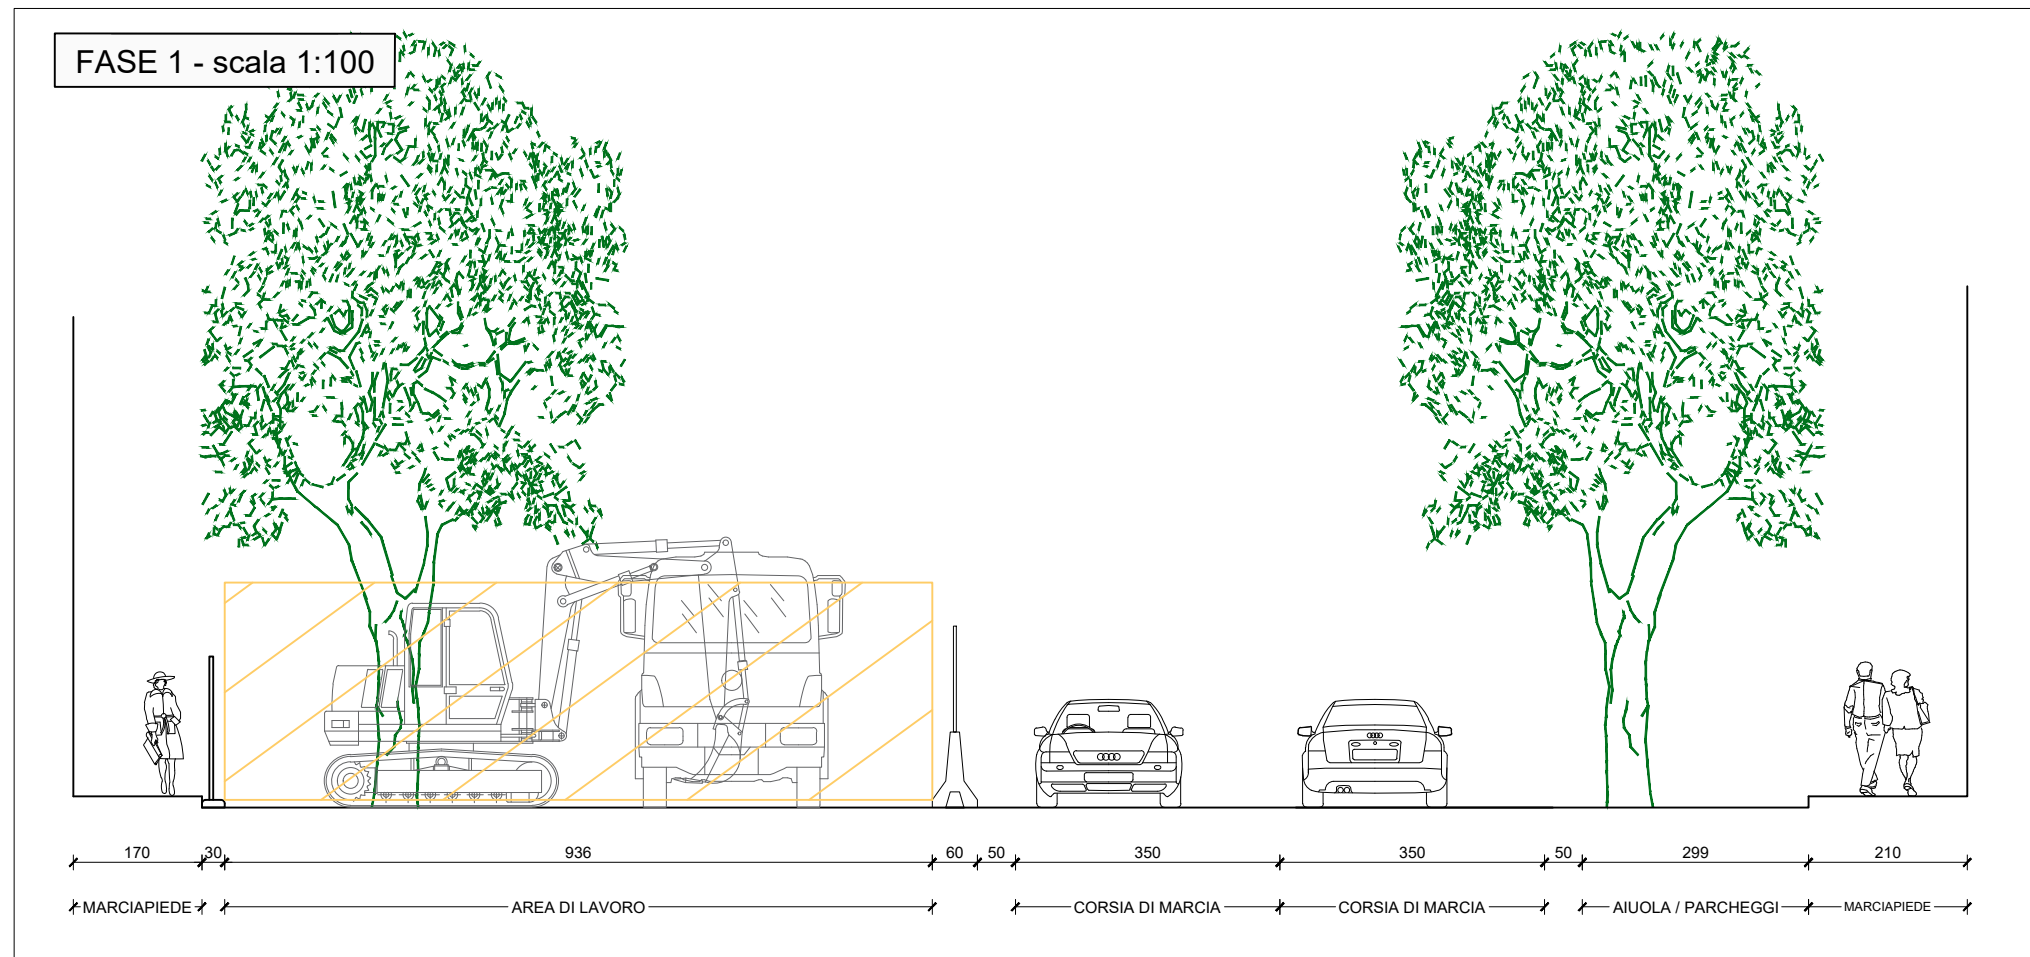 FASE 1 - scala 1:100
170 30 936 60 50 350 350 50 299 210
MARCIAPIEDE AREA DI LAVORO CORSIA DI MARCIA CORSIA DI MARCIA AIUOLA / PARCHEGGI MARCIAPIEDE